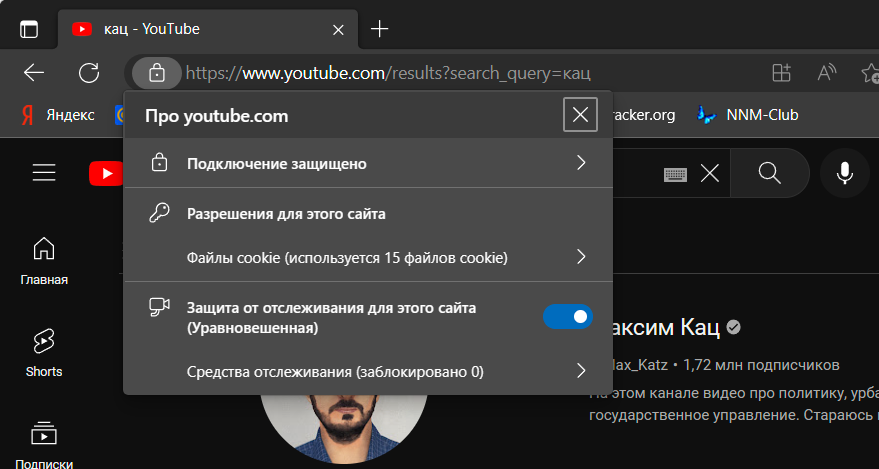 кац - YouTube
https://www.youtube.com/results?search_query=кац
Яндекс
racker.org
NNM-Club
Про youtube.com
Подключение защищено
Разрешения для этого сайта
Файлы cookie (используется 15 файлов cookie)
Защита от отслеживания для этого сайта
(Уравновешенная)
Средства отслеживания (заблокировано 0)
Главная
Shorts
Подписки
аксим Кац
ax_Katz • 1,72 млн подписчиков
На этом канале видео про политику, урба
государственное управление. Стараюсь